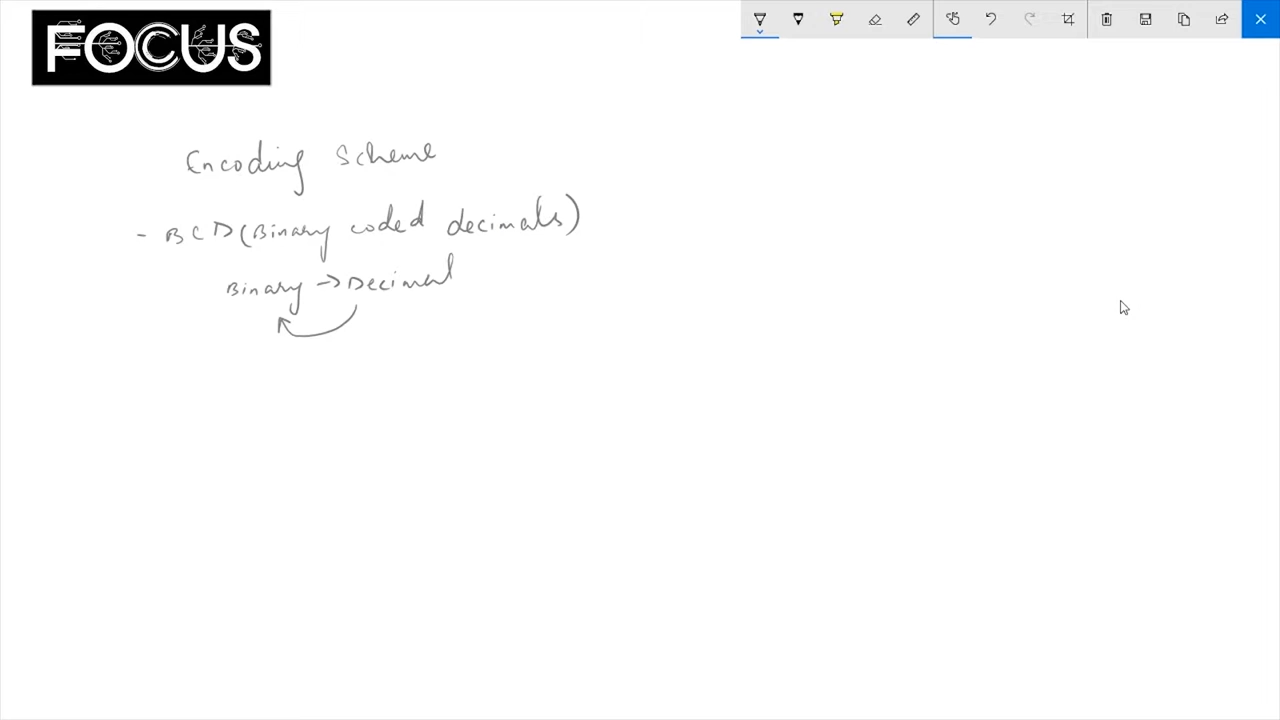 FOCUS
Encoding Scheme
- BCD (Binary coded decimals)
Binary → Decimal